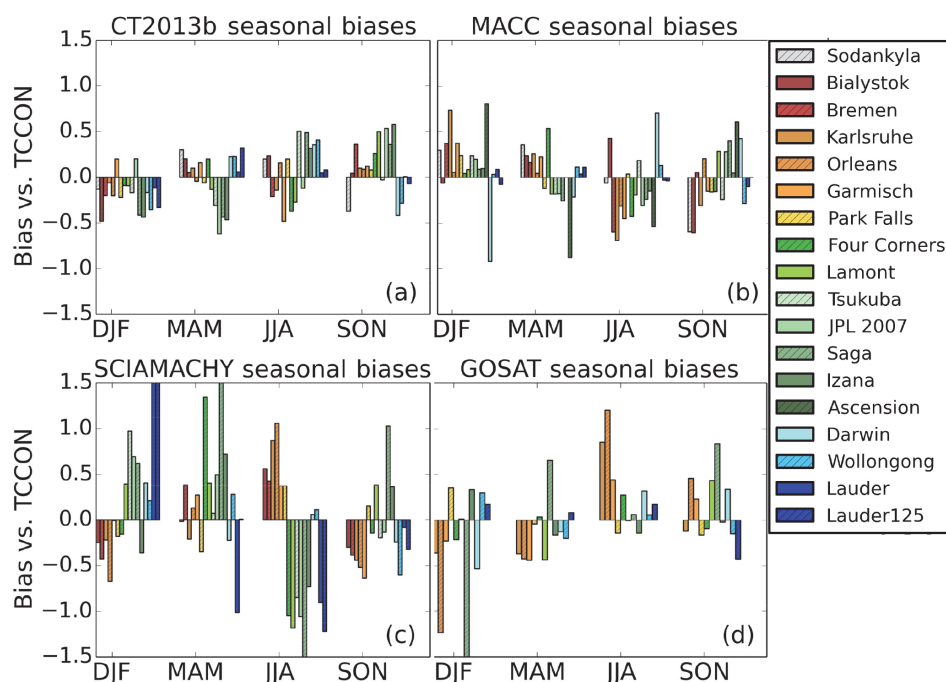 CT2013b seasonal biases
MACC seasonal biases
Bias vs. TCCON
1.5
1.0
0.5
0.0
−0.5
−1.0
−1.5
(a)
(b)
DJF MAM JJA SON
DJF MAM JJA SON
SCIAMACHY seasonal biases
GOSAT seasonal biases
Bias vs. TCCON
1.5
1.0
0.5
0.0
−0.5
−1.0
−1.5
(c)
(d)
DJF MAM JJA SON
DJF MAM JJA SON
Sodankyla
Bialystok
Bremen
Karlsruhe
Orleans
Garmisch
Park Falls
Four Corners
Lamont
Tsukuba
JPL 2007
Saga
Izana
Ascension
Darwin
Wollongong
Lauder
Lauder125